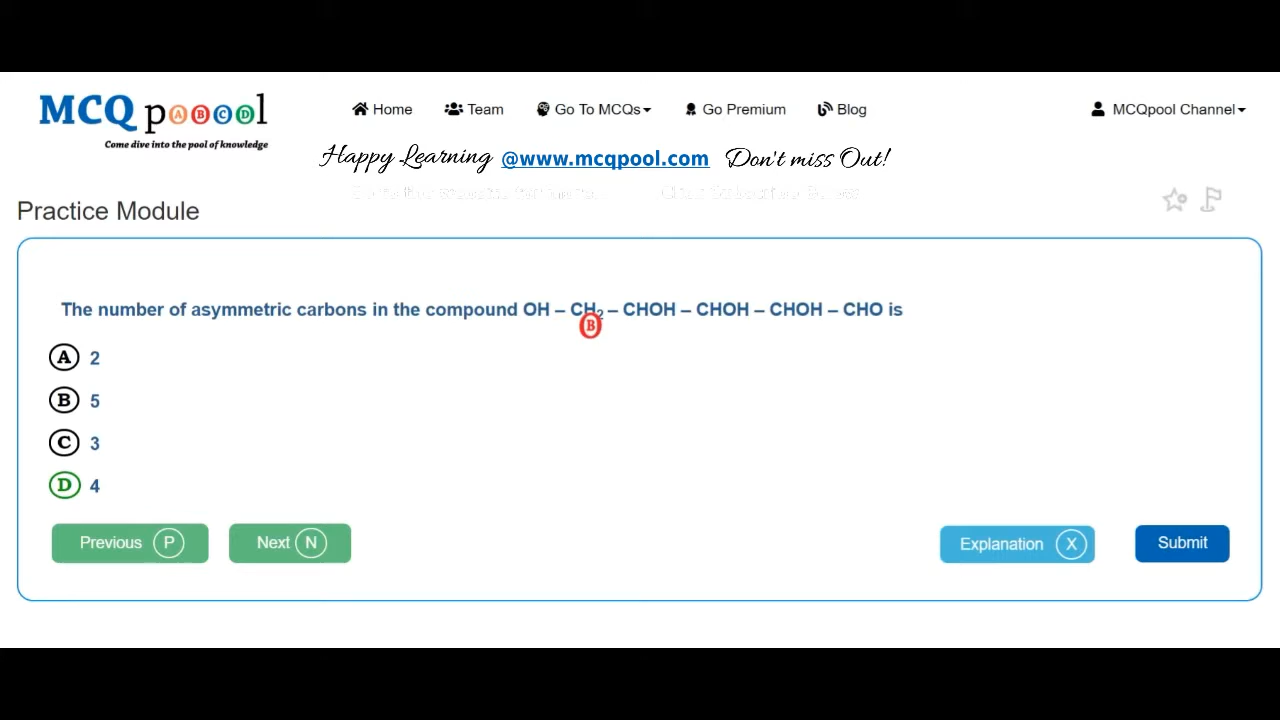 MCQ pooool
Come dive into the pool of knowledge
Home Team Go To MCQs Go Premium Blog MCQpool Channel
Happy Learning @www.mcqpool.com Don't miss Out!
Practice Module
The number of asymmetric carbons in the compound OH – CH₂ – CHOH – CHOH – CHOH – CHO is
B
A 2
B 5
C 3
D 4
Previous P Next N Explanation X Submit